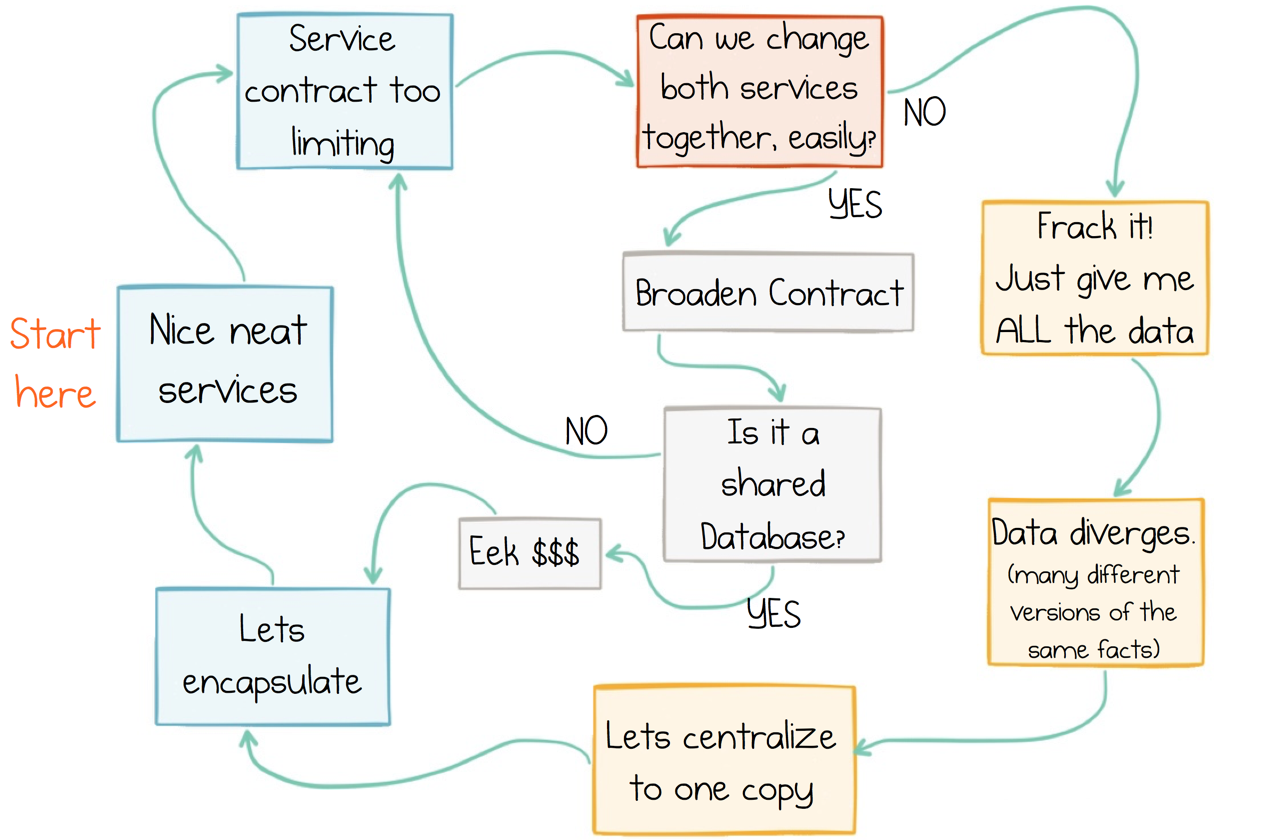 Service
contract too
limiting
Can we change
both services
together, easily?
NO
YES
Frack it!
Just give me
ALL the data
Broaden Contract
Start
here
Nice neat
services
NO
Is it a
shared
Database?
Eek $$$
YES
Data diverges.
(many different
versions of the
same facts)
Lets
encapsulate
Lets centralize
to one copy